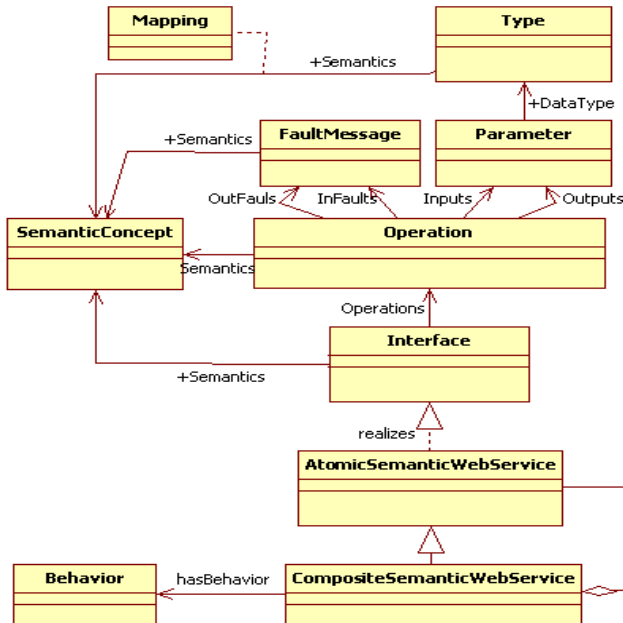 Mapping
Type
+Semantics
+DataType
FaultMessage
Parameter
+Semantics
OutFauls
InFaults
Inputs
Outputs
SemanticConcept
Operation
Semantics
Operations
Interface
+Semantics
realizes
AtomicSemanticWebService
Behavior
hasBehavior
CompositeSemanticWebService